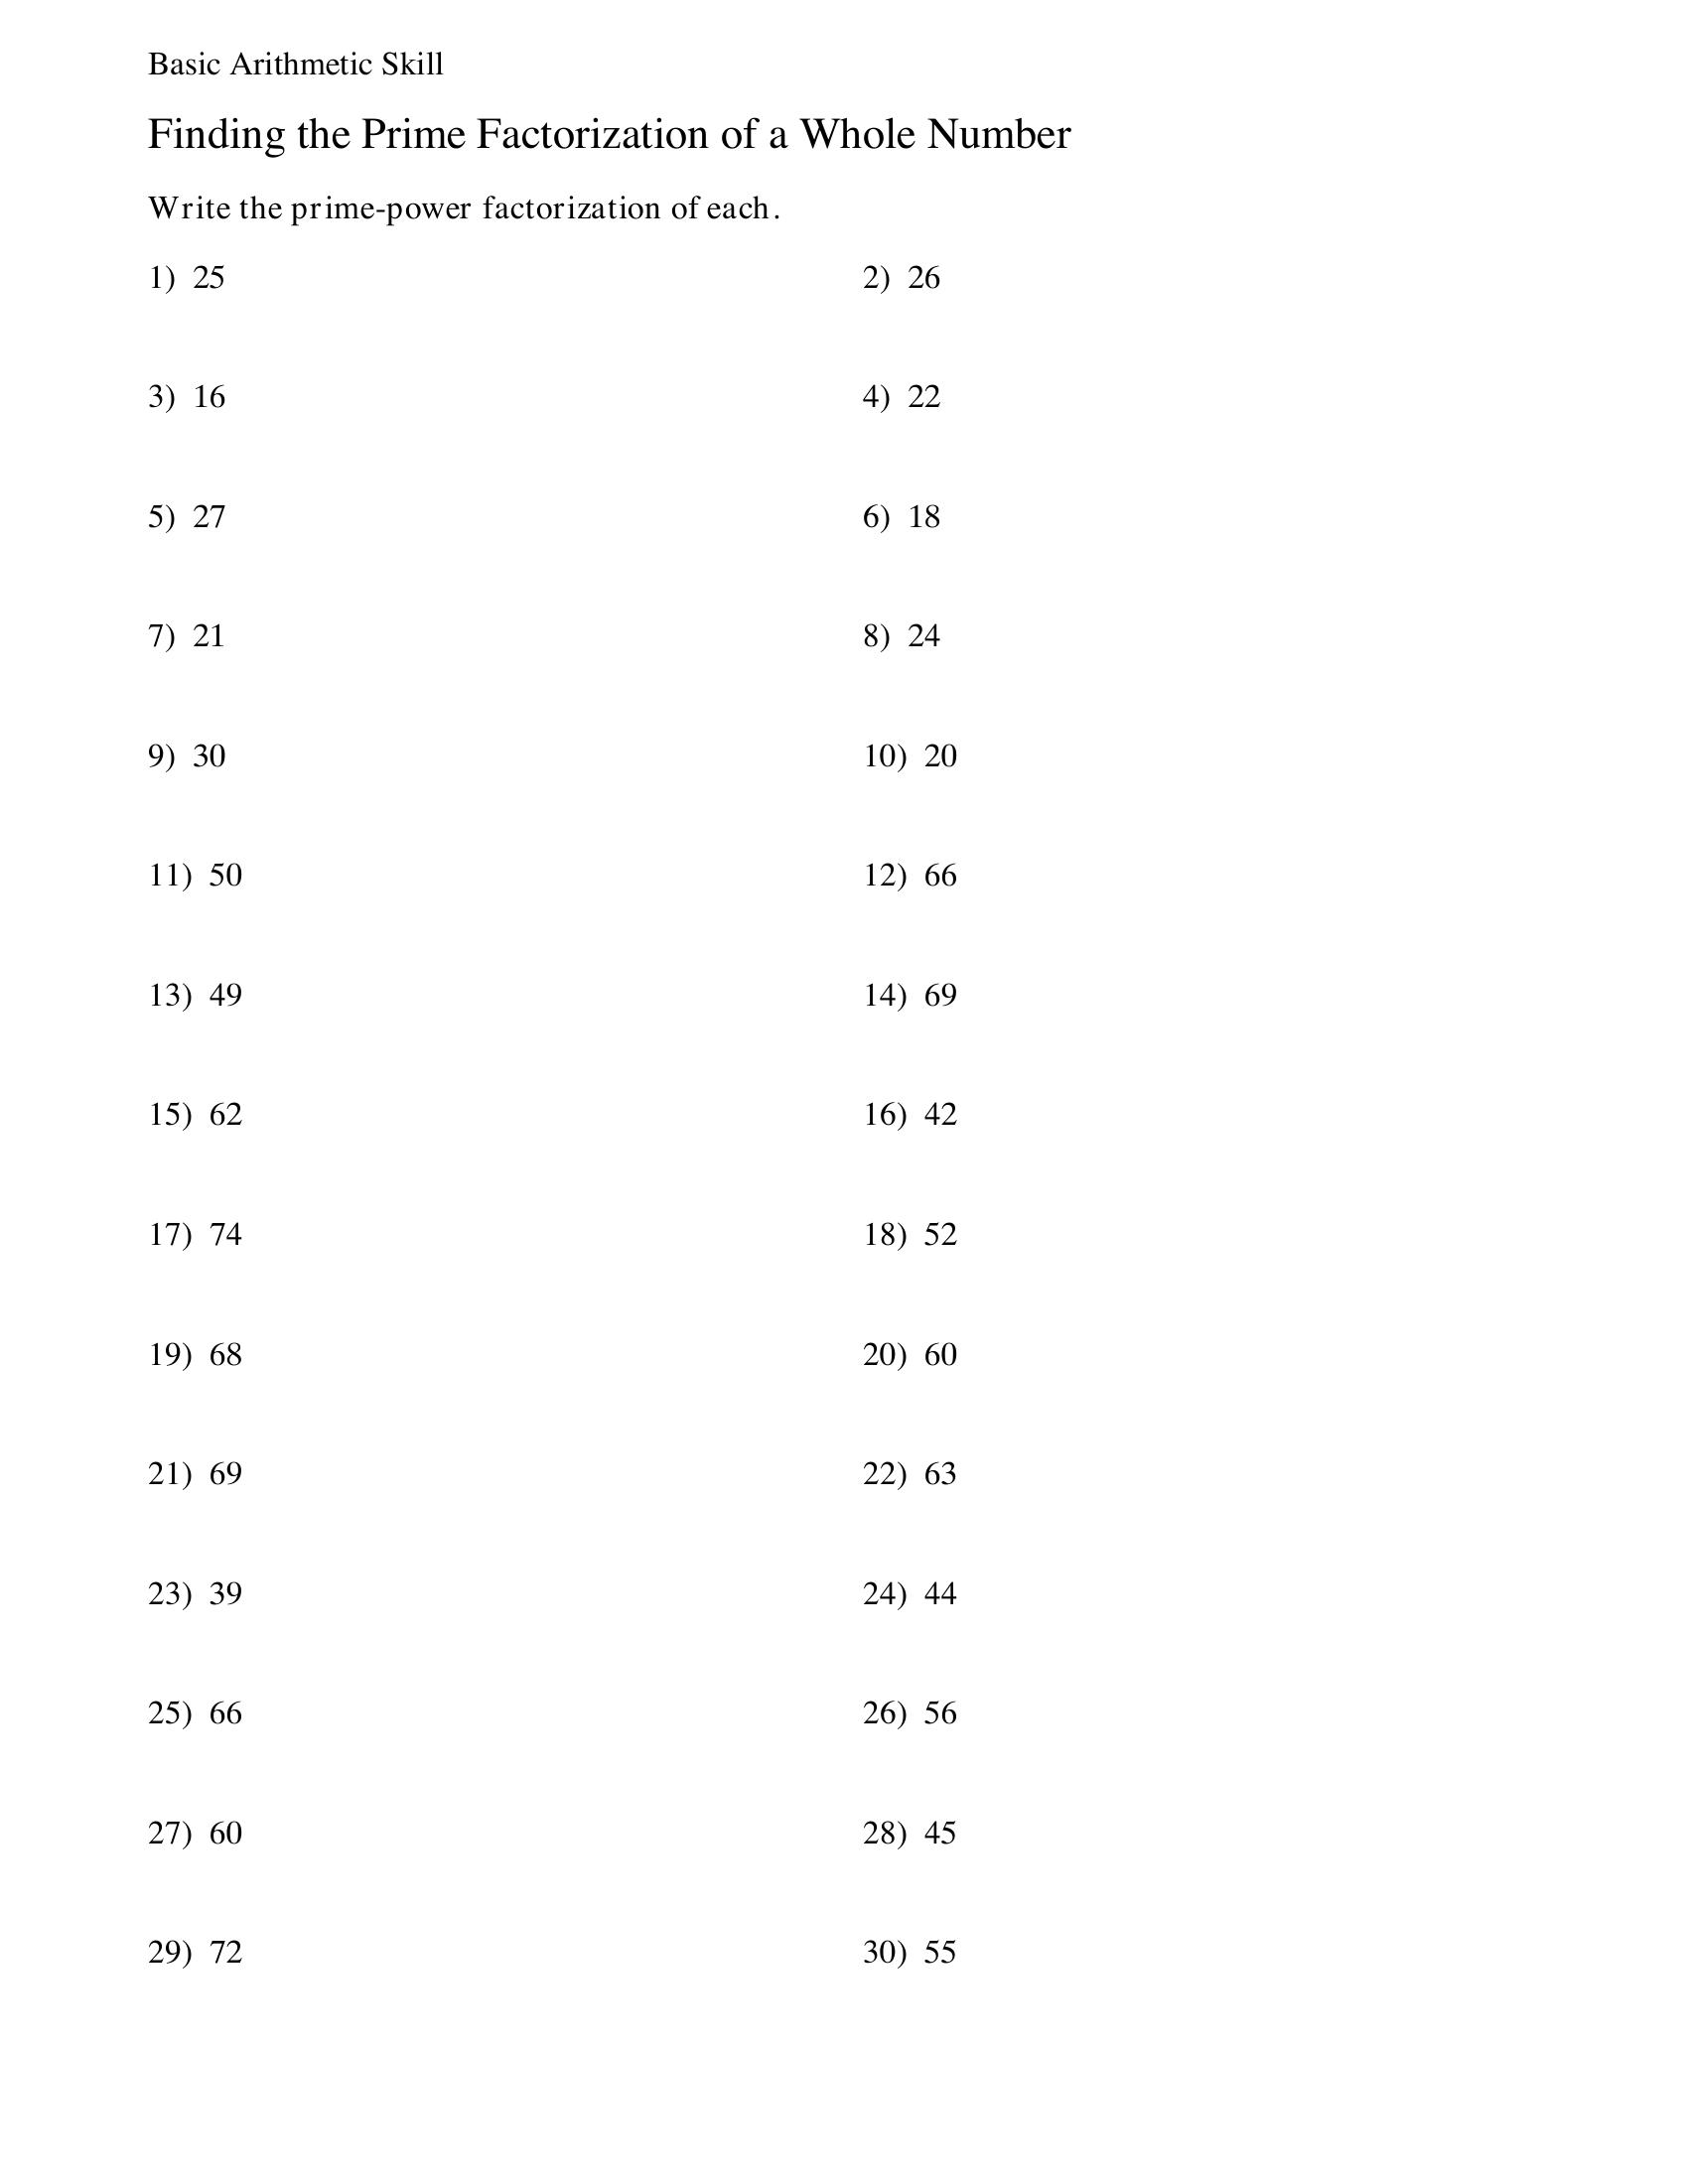 Basic Arithmetic Skill
Finding the Prime Factorization of a Whole Number
Write the prime-power factorization of each.
1) 25 2) 26
3) 16 4) 22
5) 27 6) 18
7) 21 8) 24
9) 30 10) 20
11) 50 12) 66
13) 49 14) 69
15) 62 16) 42
17) 74 18) 52
19) 68 20) 60
21) 69 22) 63
23) 39 24) 44
25) 66 26) 56
27) 60 28) 45
29) 72 30) 55